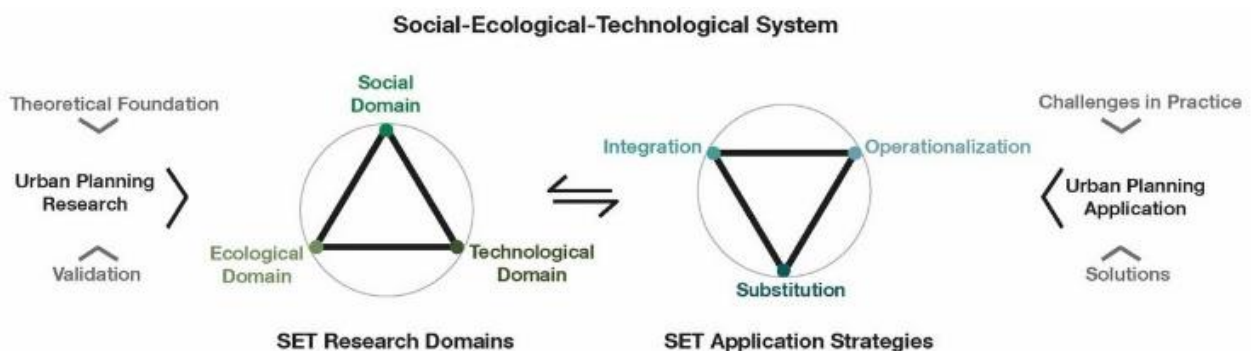 Social-Ecological-Technological System
Theoretical Foundation
Urban Planning
Research
Validation
Social
Domain
Ecological
Domain
Technological
Domain
SET Research Domains
Integration
Operationalization
Substitution
SET Application Strategies
Challenges in Practice
Urban Planning
Application
Solutions